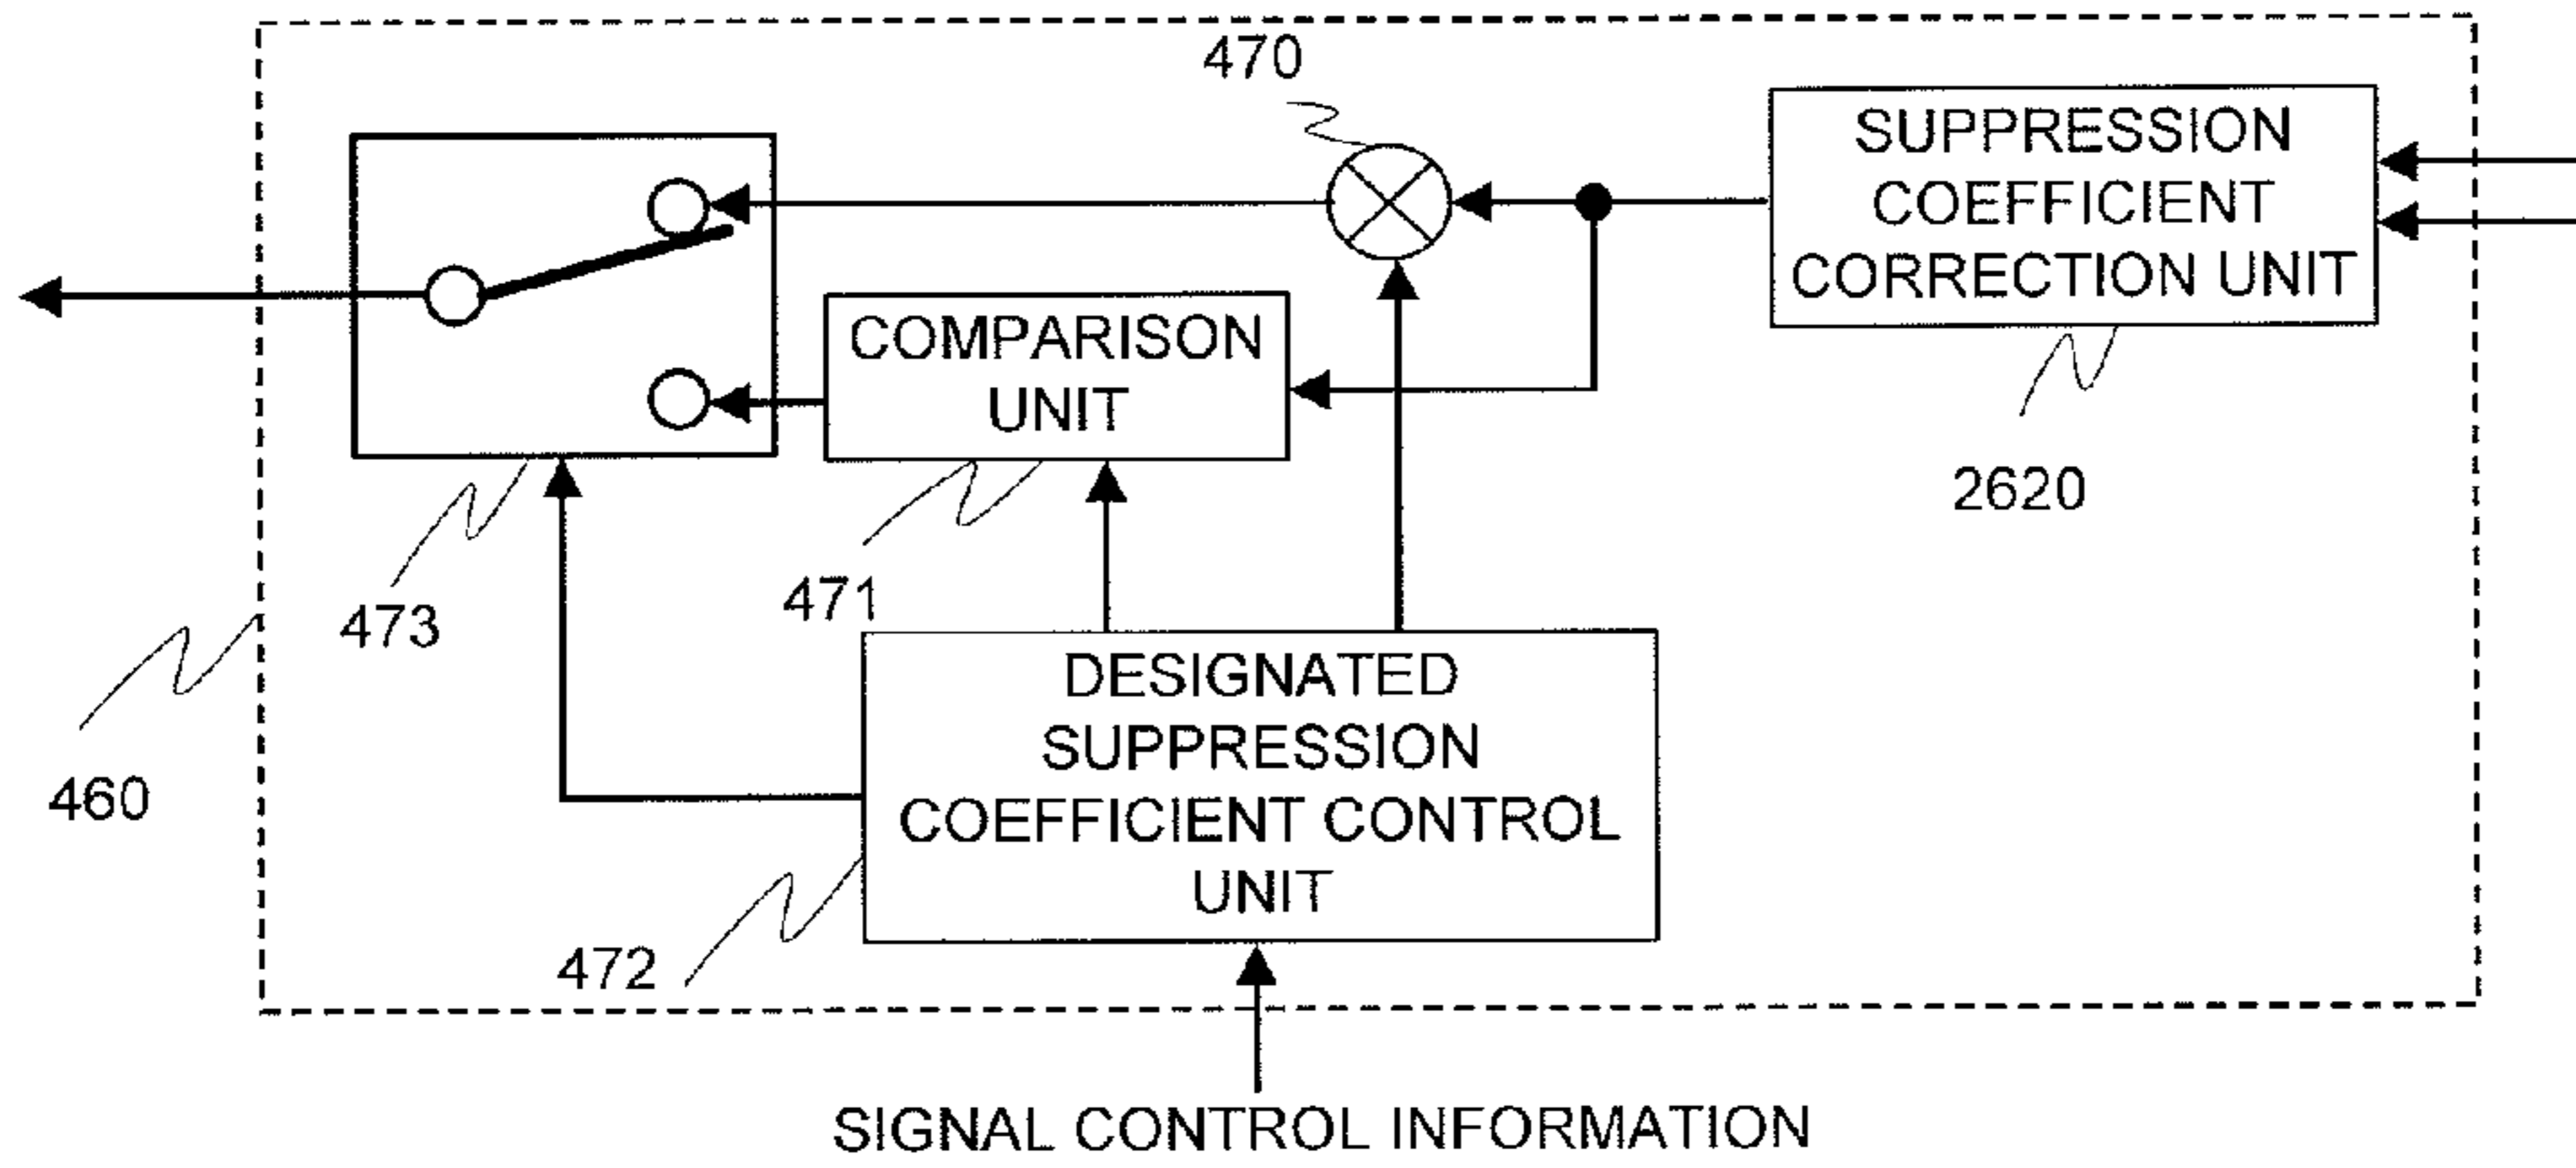 470
SUPPRESSION
COEFFICIENT
CORRECTION UNIT
COMPARISON
UNIT
2620
471
473
DESIGNATED
SUPPRESSION
COEFFICIENT CONTROL
UNIT
460
472
SIGNAL CONTROL INFORMATION